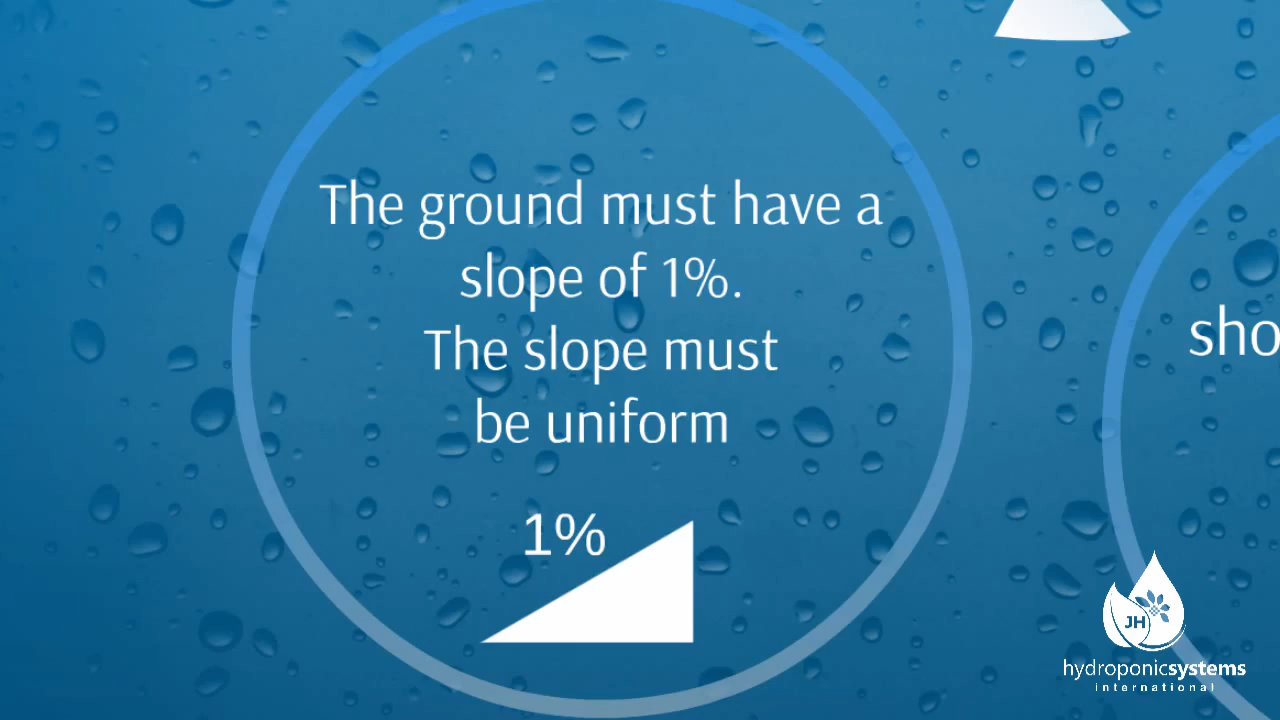 The ground must have a
slope of 1%.
The slope must
be uniform
1%
sho
JH
hydroponicsystems
international